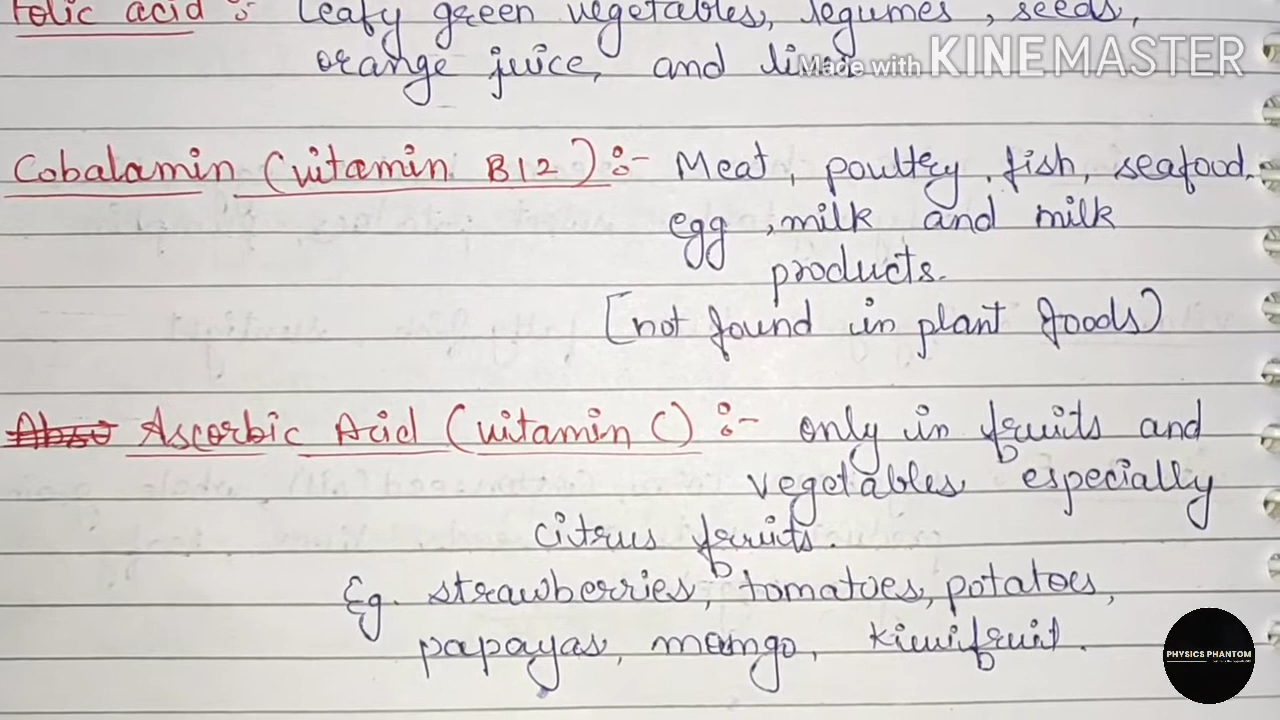 Folic acid :- Leafy green vegetables, legumes, seeds,
orange juice, and liver
Made with KINEMASTER
Cobalamin (vitamin B12) :- Meat, poultry, fish, seafood,
egg, milk and milk
products.
[not found in plant foods)
Ascorbic Acid (vitamin C) :- only in fruits and
vegetables especially
citrus fruits.
Eg. strawberries, tomatoes, potatoes,
papayas, mango, kiwifruit.
PHYSICS PHANTOM